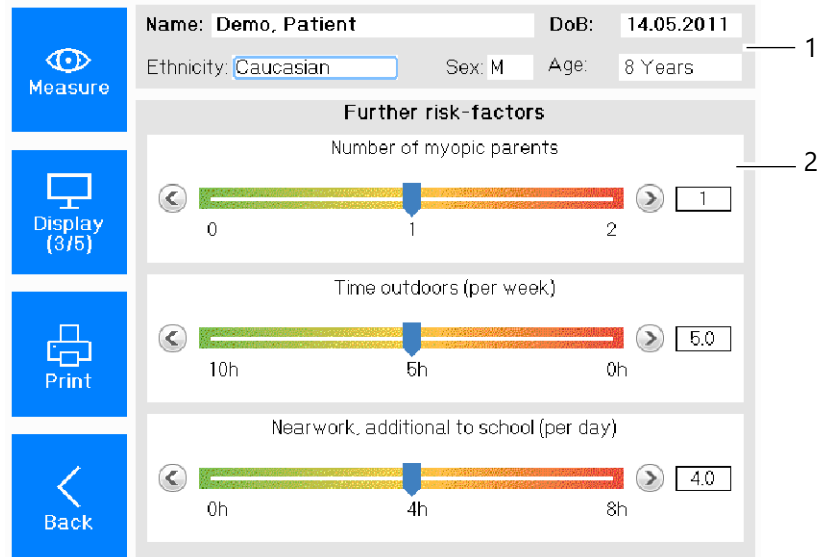 Name: Demo, Patient DoB: 14.05.2011
Ethnicity: Caucasian Sex: M Age: 8 Years
1
Measure
Further risk-factors
Number of myopic parents
2
1
0 1 2
Display
(3/5)
Time outdoors (per week)
5.0
10h 5h 0h
Print
Nearwork, additional to school (per day)
4.0
0h 4h 8h
Back